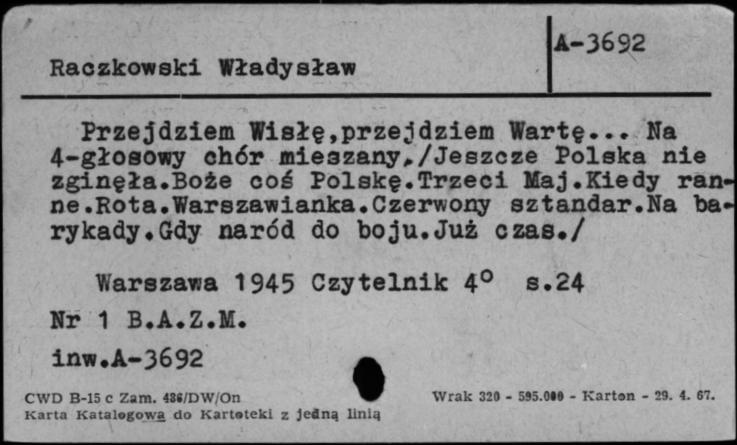 A-3692
Raczkowski Władysław
Przejdziem Wisłę,przejdziem Wartę... Na
4-głosowy chór mieszany,/Jeszcze Polska nie
zginęła.Boże coś Polskę.Trzeci Maj.Kiedy ran-
ne.Rota.Warszawianka.Czerwony sztandar.Na ba-
rykady.Gdy naród do boju.Już czas./
Warszawa 1945 Czytelnik 4° s.24
Nr 1 B.A.Z.M.
inw.A-3692
CWD B-15 c Zam. 486/DW/On
Wrak 320 - 595.000 - Karton - 29. 4. 67.
Karta Katalogowa do Kartoteki z jedną linią